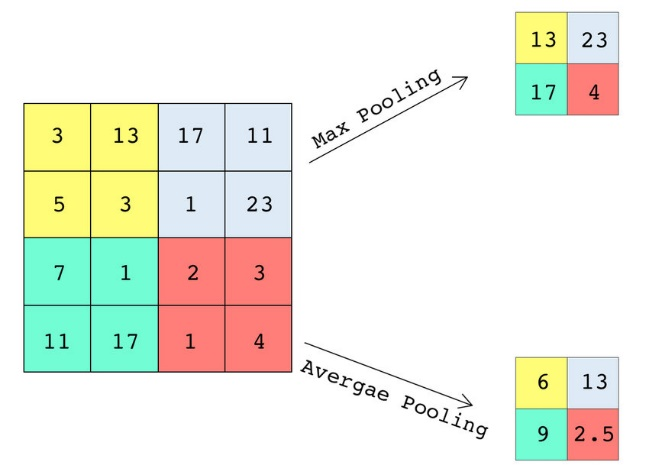 3 13 17 11
5 3 1 23
7 1 2 3
11 17 1 4
Max Pooling
13 23
17 4
Avergae Pooling
6 13
9 2.5